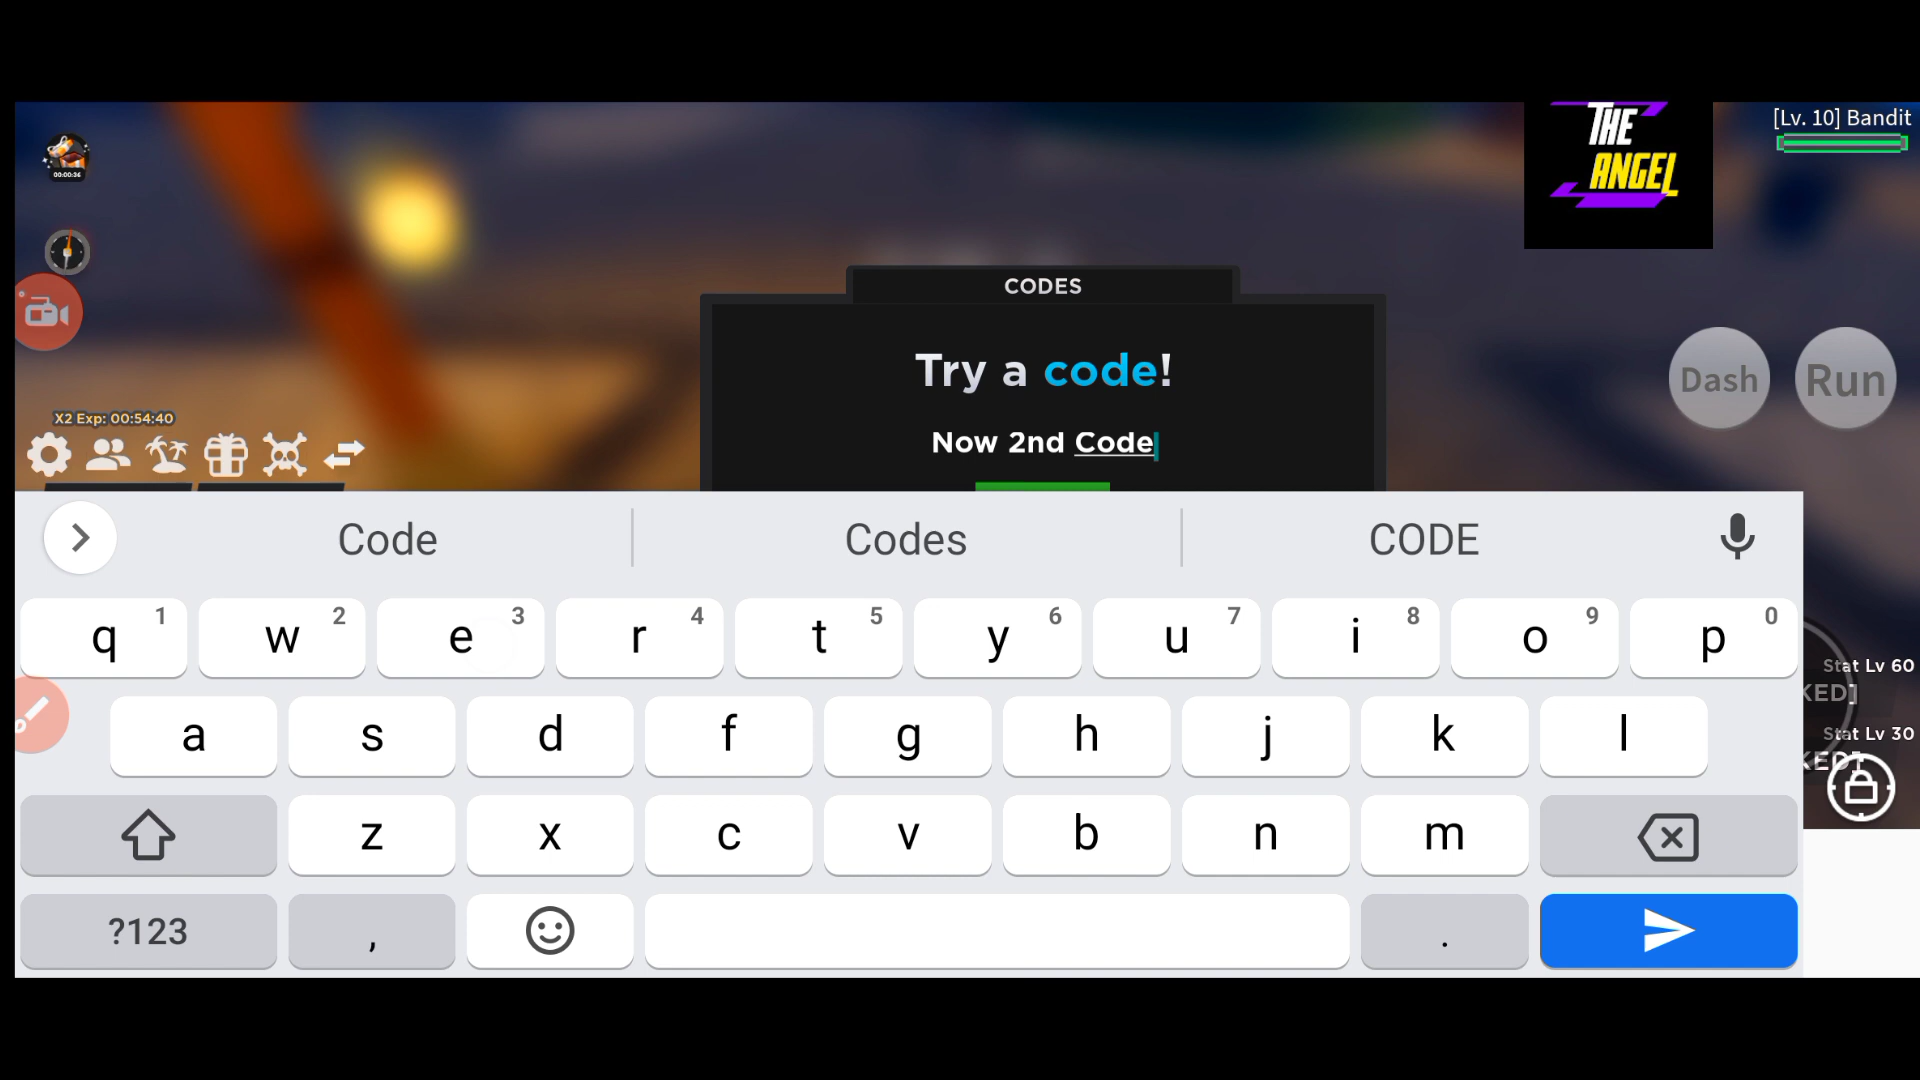 THE
ANGEL
[Lv. 10] Bandit
00:00:36
CODES
Try a code!
Now 2nd Code
Dash
Run
X2 Exp: 00:54:40
Code
Codes
CODE
q 1 w 2 e 3 r 4 t 5 y 6 u 7 i 8 o 9 p 0
a s d f g h j k l
z x c v b n m
?123 , .
Stat Lv 60
KED]
Stat Lv 30
KED]